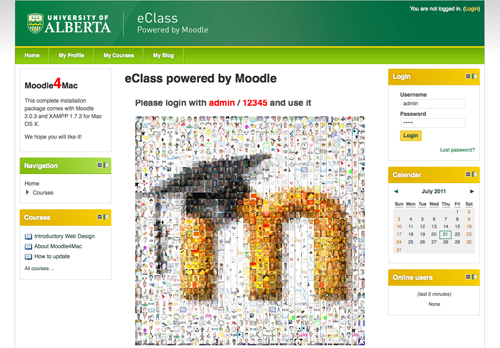 UNIVERSITY OF
ALBERTA
eClass
Powered by Moodle
You are not logged in. (Login)
Home
My Profile
My Courses
My Blog
Moodle4Mac
This complete installation
package comes with Moodle
2.0.3 and XAMPP 1.7.3 for Mac
OS X.
We hope you will like it!
Navigation
Home
Courses
Courses
Introductory Web Design
About Moodle4Mac
How to update
All courses ...
eClass powered by Moodle
Please login with admin / 12345 and use it
Login
Username
admin
Password
•••••
Login
Lost password?
Calendar
◄ July 2011 ►
Sun Mon Tue Wed Thu Fri Sat
1 2
3 4 5 6 7 8 9
10 11 12 13 14 15 16
17 18 19 20 21 22 23
24 25 26 27 28 29 30
31
Online users
(last 5 minutes)
None